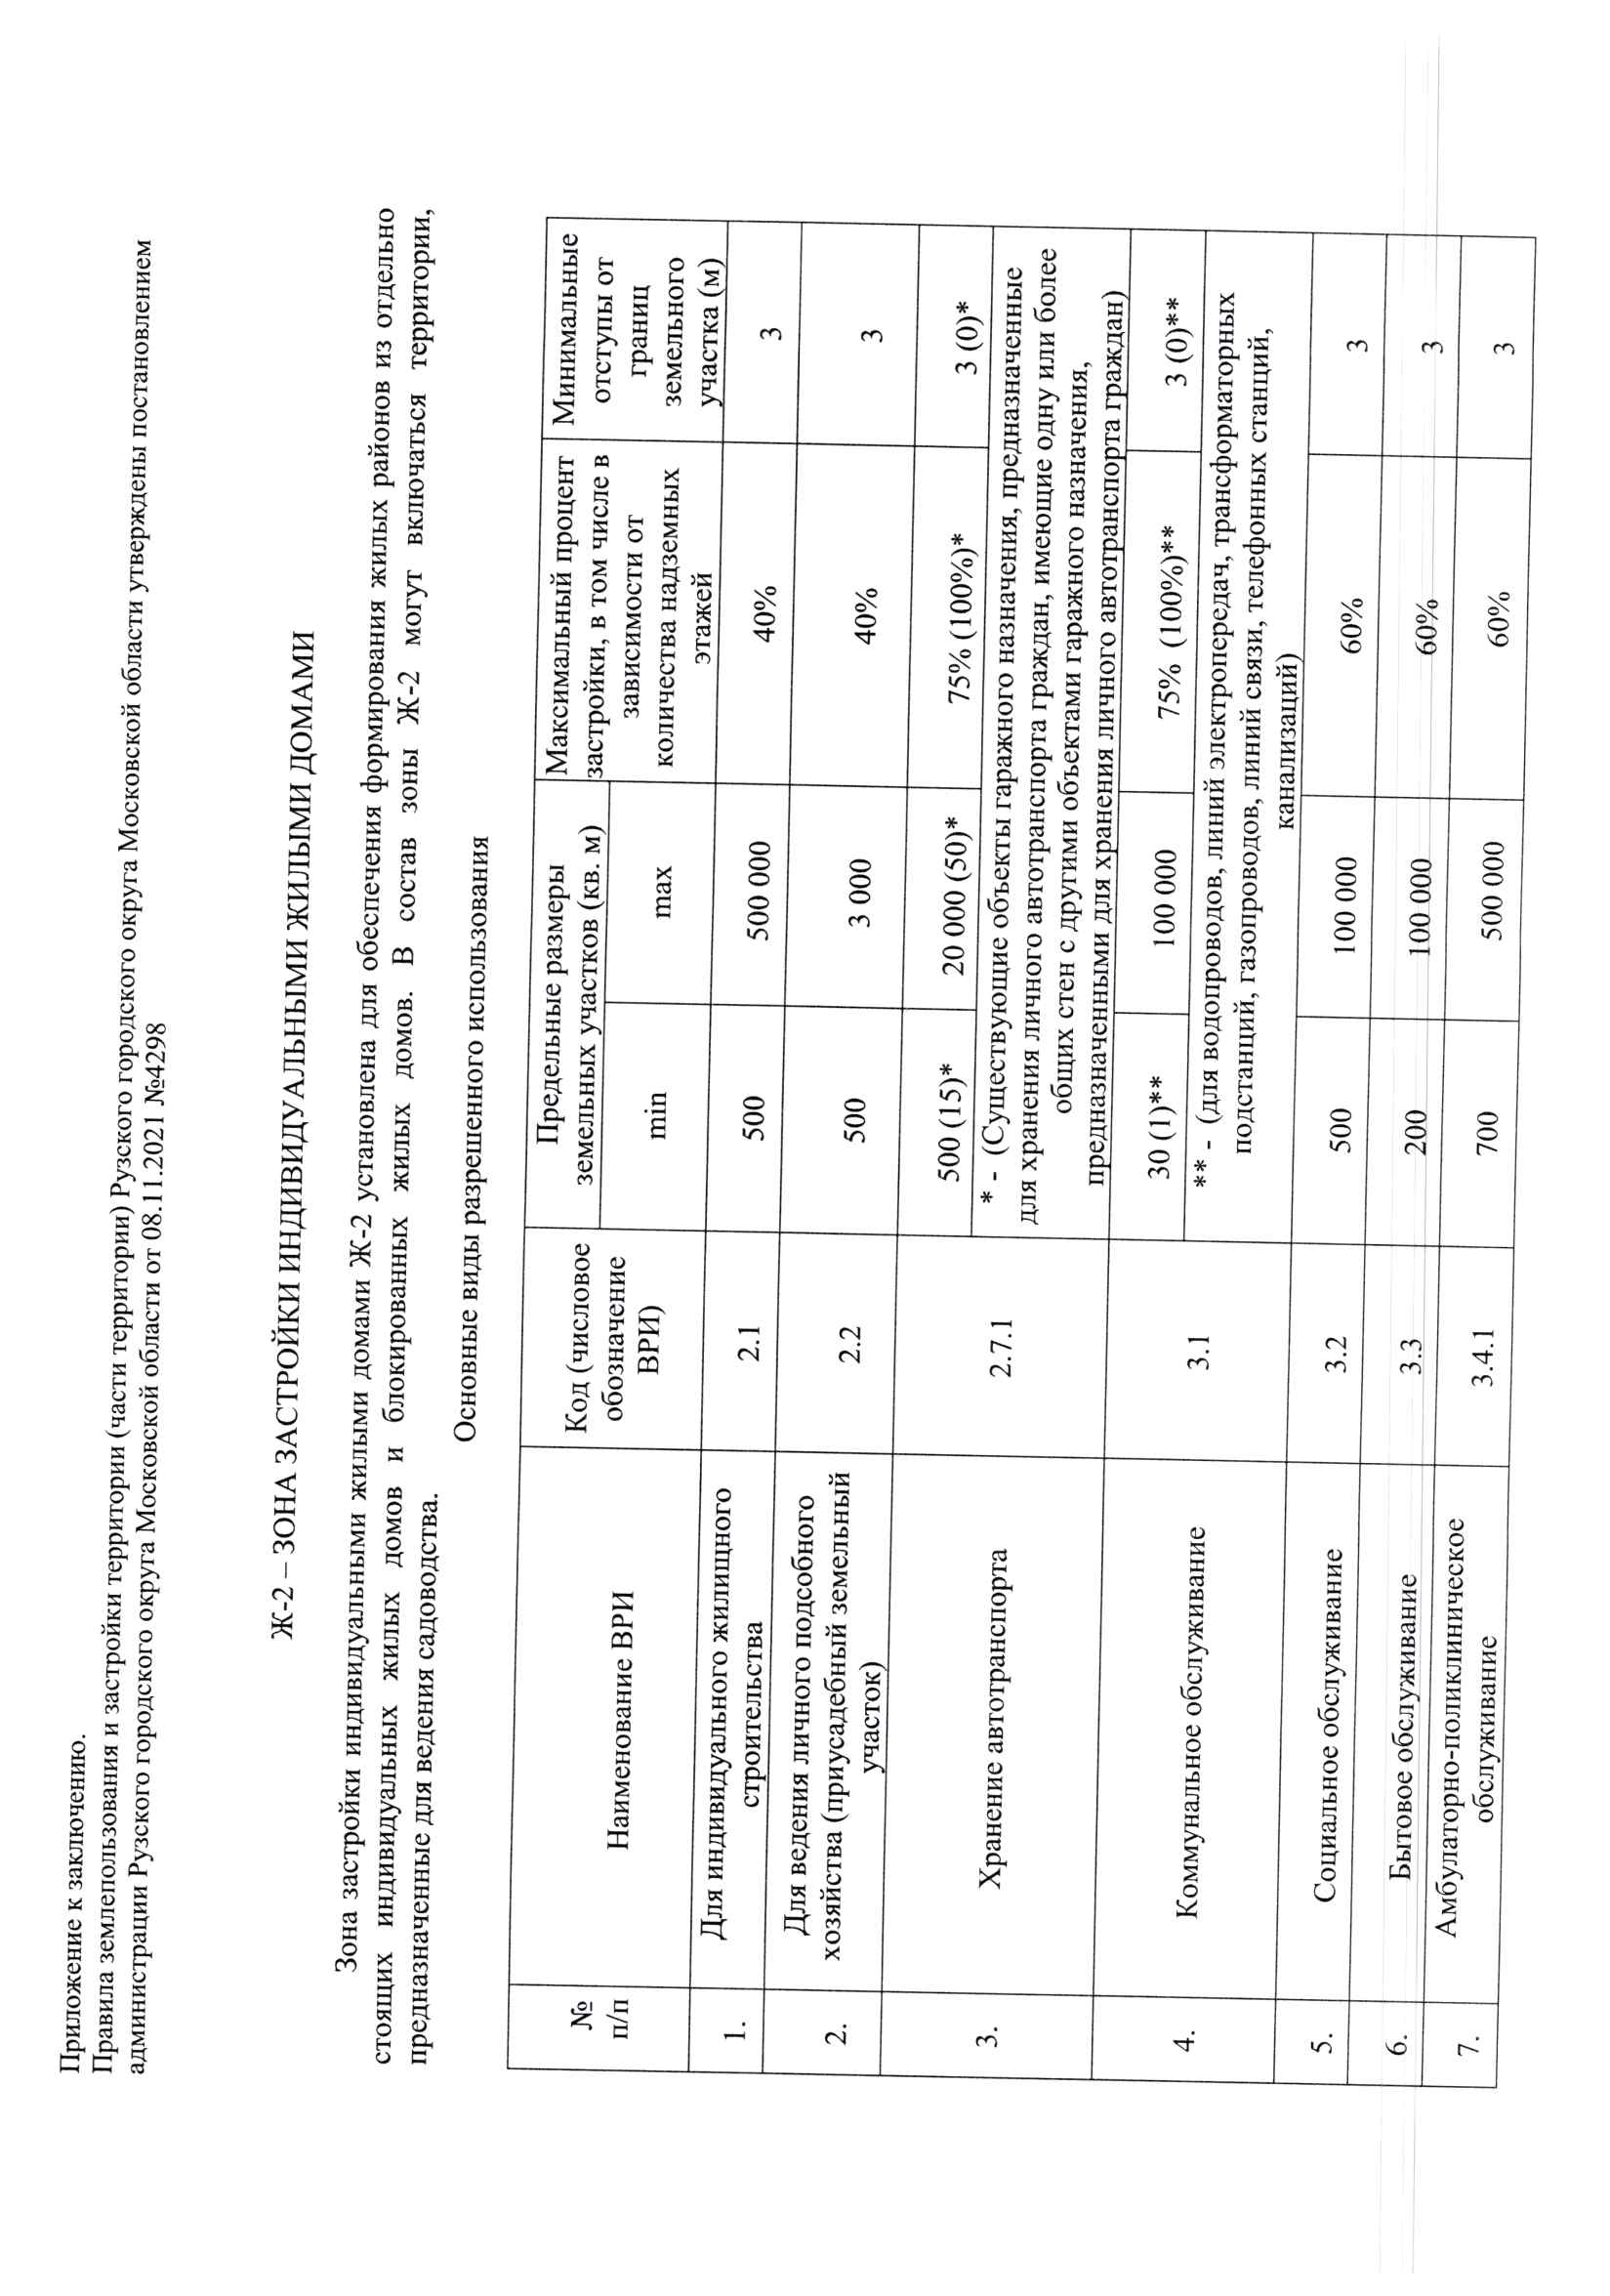 Приложение к заключению.
Правила землепользования и застройки территории (части территории) Рузского городского округа Московской области утверждены постановлением
администрации Рузского городского округа Московской области от 08.11.2021 №4298
Ж-2 – ЗОНА ЗАСТРОЙКИ ИНДИВИДУАЛЬНЫМИ ЖИЛЫМИ ДОМАМИ
Зона застройки индивидуальными жилыми домами Ж-2 установлена для обеспечения формирования жилых районов из отдельно
стоящих индивидуальных жилых домов и блокированных жилых домов. В состав зоны Ж-2 могут включаться территории,
предназначенные для ведения садоводства.
Основные виды разрешенного использования
№
п/п
Наименование ВРИ
Код (числовое
обозначение
ВРИ)
Предельные размеры
земельных участков (кв. м)
min
max
Максимальный процент
застройки, в том числе в
зависимости от
количества надземных
этажей
Минимальные
отступы от
границ
земельного
участка (м)
1.
Для индивидуального жилищного
строительства
2.1
500
500 000
40%
3
2.
Для ведения личного подсобного
хозяйства (приусадебный земельный
участок)
2.2
500
3 000
40%
3
3.
Хранение автотранспорта
2.7.1
500 (15)*
20 000 (50)*
75% (100%)*
3 (0)*
* - (Существующие объекты гаражного назначения, предназначенные
для хранения личного автотранспорта граждан, имеющие одну или более
общих стен с другими объектами гаражного назначения,
предназначенными для хранения личного автотранспорта граждан)
4.
Коммунальное обслуживание
3.1
30 (1)**
100 000
75% (100%)**
3 (0)**
** - (для водопроводов, линий электропередач, трансформаторных
подстанций, газопроводов, линий связи, телефонных станций,
канализаций)
5.
Социальное обслуживание
3.2
500
100 000
60%
3
6.
Бытовое обслуживание
3.3
200
100 000
60%
3
7.
Амбулаторно-поликлиническое
обслуживание
3.4.1
700
500 000
60%
3